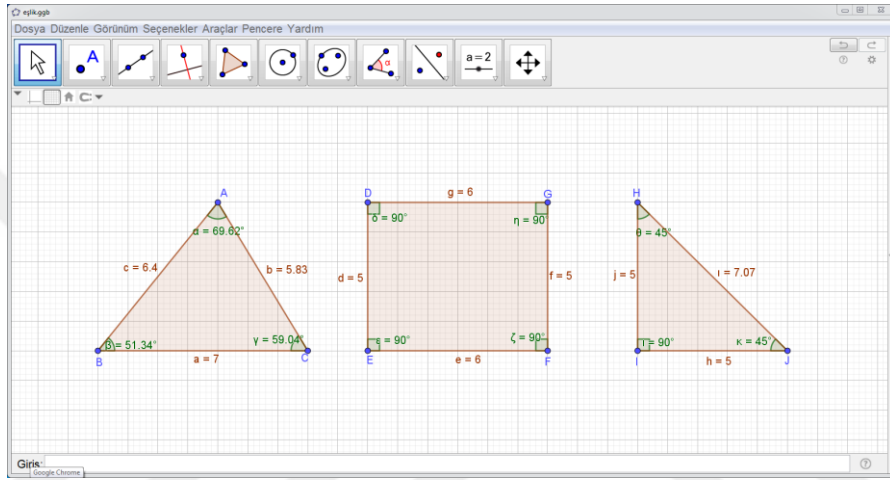 eşlik.ggb
Dosya Düzenle Görünüm Seçenekler Araçlar Pencere Yardım
A
α
a=2
D
g = 6
G
H
A
δ = 90°
η = 90°
θ = 45°
α = 69.62°
c = 6.4
b = 5.83
d = 5
f = 5
j = 5
ι = 7.07
β = 51.34°
γ = 59.04°
ε = 90°
ζ = 90°
ι = 90°
κ = 45°
B
a = 7
C
E
e = 6
F
I
h = 5
J
Giriş:
Google Chrome